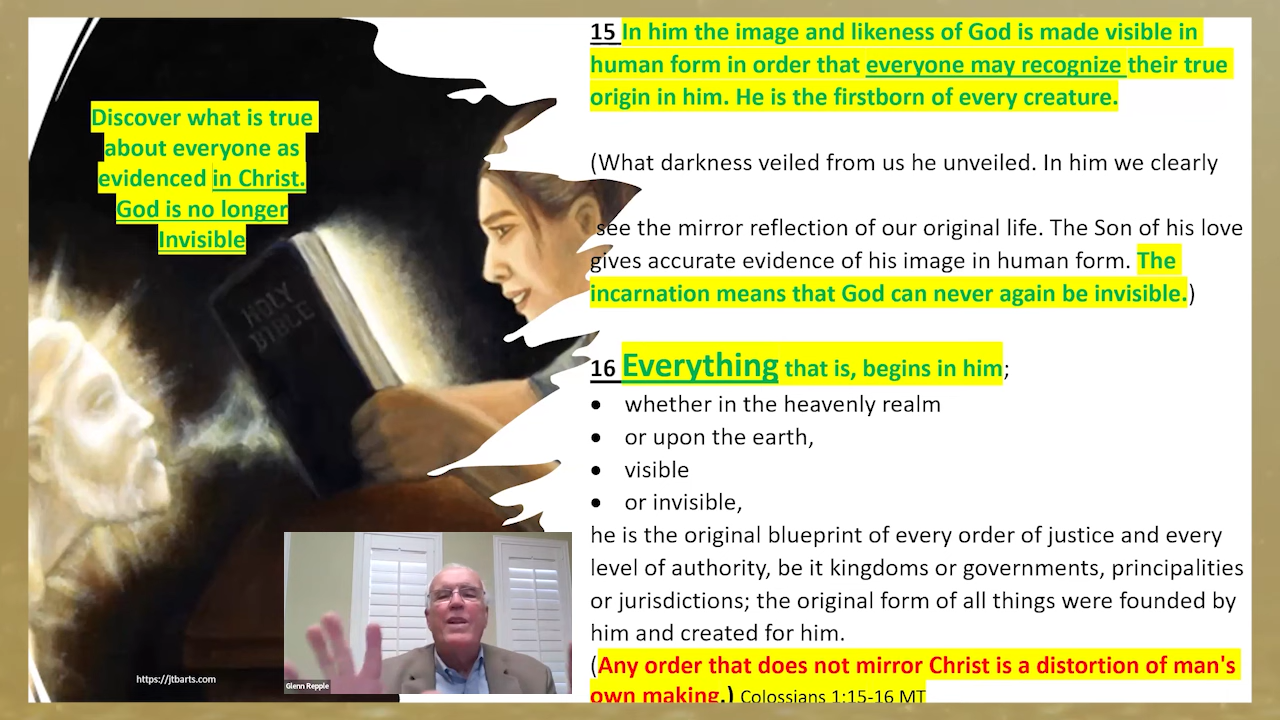 Discover what is true
about everyone as
evidenced in Christ.
God is no longer
Invisible
HOLY
BIBLE
https://jtbarts.com
Glenn Repple
15 In him the image and likeness of God is made visible in
human form in order that everyone may recognize their true
origin in him. He is the firstborn of every creature.
(What darkness veiled from us he unveiled. In him we clearly
see the mirror reflection of our original life. The Son of his love
gives accurate evidence of his image in human form. The
incarnation means that God can never again be invisible.)
16 Everything that is, begins in him;
• whether in the heavenly realm
• or upon the earth,
• visible
• or invisible,
he is the original blueprint of every order of justice and every
level of authority, be it kingdoms or governments, principalities
or jurisdictions; the original form of all things were founded by
him and created for him.
(Any order that does not mirror Christ is a distortion of man's
own making.) Colossians 1:15-16 MT